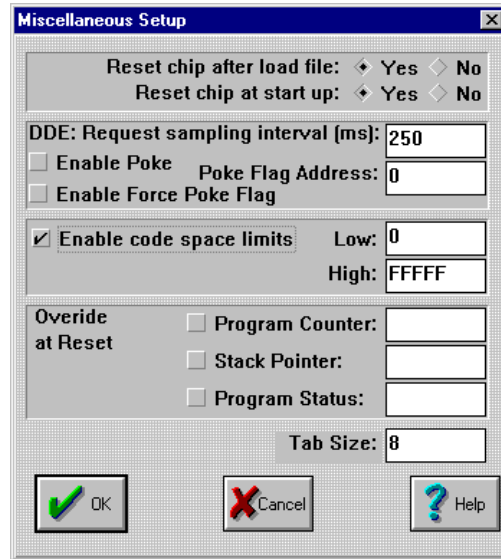 Miscellaneous Setup
Reset chip after load file: Yes No
Reset chip at start up: Yes No
DDE: Request sampling interval (ms): 250
Enable Poke
Poke Flag Address: 0
Enable Force Poke Flag
Enable code space limits Low: 0
High: FFFFF
Overide
at Reset
Program Counter:
Stack Pointer:
Program Status:
Tab Size: 8
OK Cancel Help